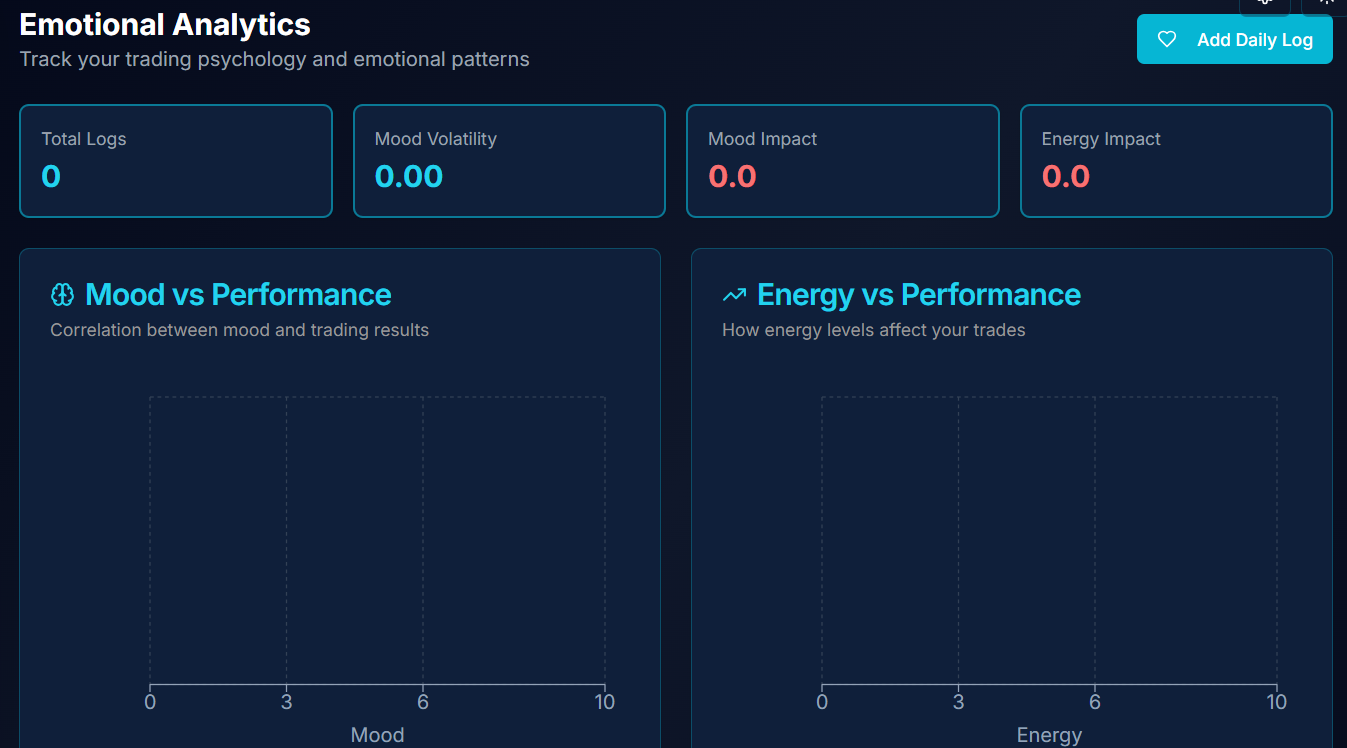 Emotional Analytics
Track your trading psychology and emotional patterns
Add Daily Log
Total Logs
0
Mood Volatility
0.00
Mood Impact
0.0
Energy Impact
0.0
Mood vs Performance
Correlation between mood and trading results
0 3 6 10
Mood
Energy vs Performance
How energy levels affect your trades
0 3 6 10
Energy